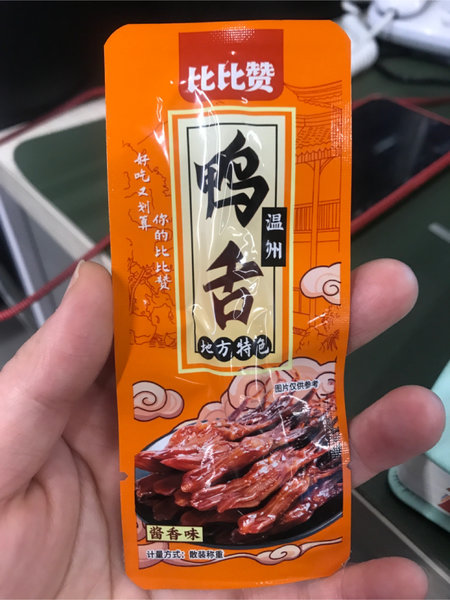 比比赞
鸭舌
温州
地方特色
好吃又划算
你的比比赞
图片仅供参考
酱香味
计量方式:散装称重